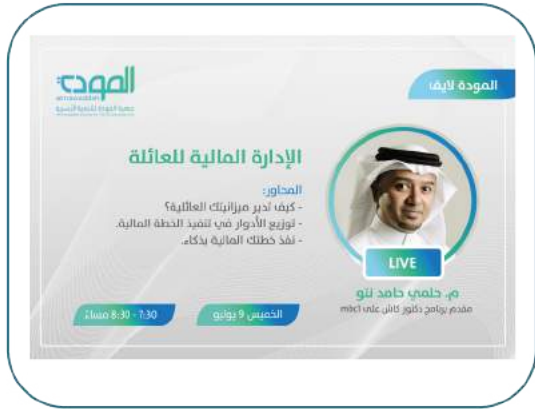 المودة
almawaddah
جمعية المودة للتنمية الأسرية
المودة لايف
الإدارة المالية للعائلة
المحاور:
- كيف تدير ميزانيتك العائلية؟
- توزيع الأدوار في تنفيذ الخطة المالية.
- نفذ خطتك المالية بذكاء.
LIVE
م. حلمي حامد نتو
مقدم برنامج دكتور كاش على mbc1
الخميس 9 يوليو
7:30 - 8:30 مساءً